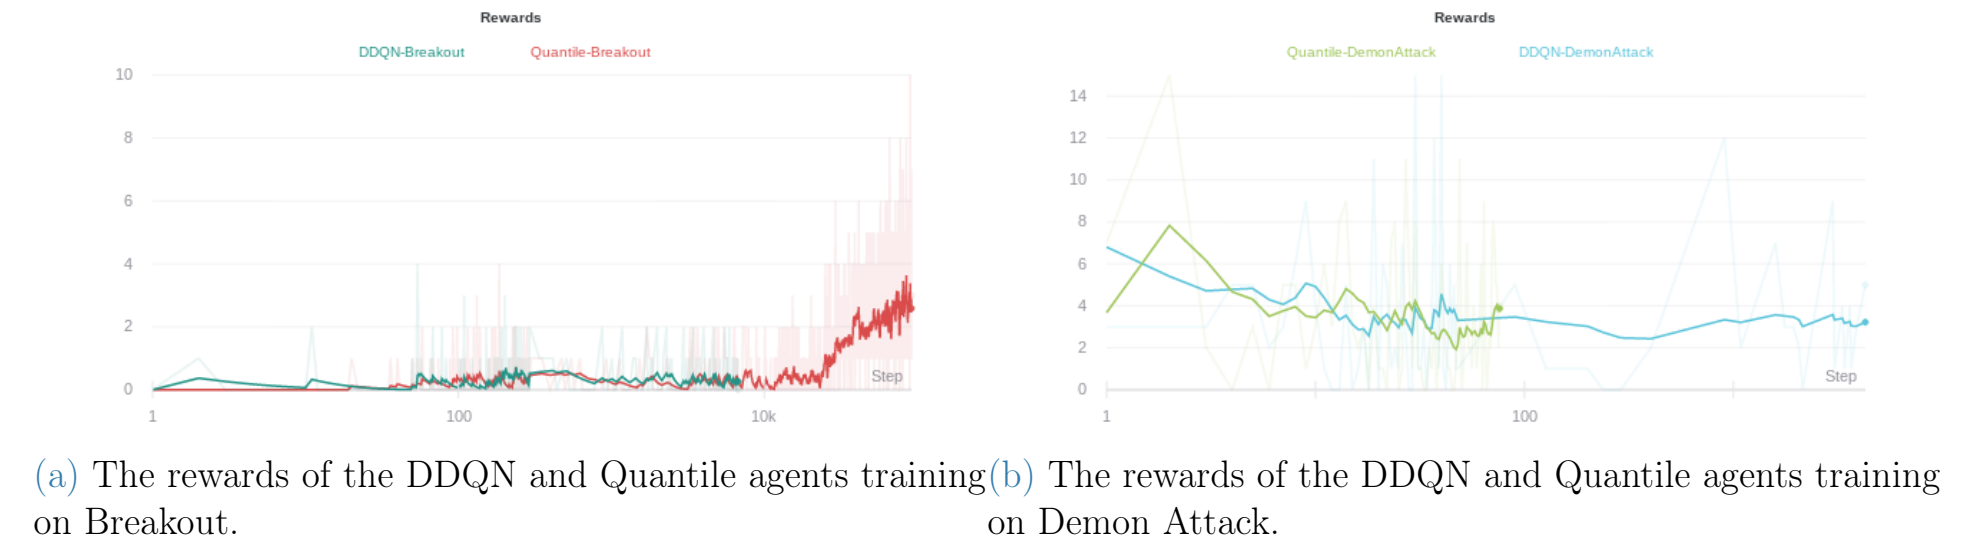 Rewards
DDQN-Breakout Quantile-Breakout
10
8
6
4
2
0
Step
1 100 10k
(a) The rewards of the DDQN and Quantile agents training
on Breakout.
Rewards
Quantile-DemonAttack DDQN-DemonAttack
14
12
10
8
6
4
2
0
Step
1 100
(b) The rewards of the DDQN and Quantile agents training
on Demon Attack.